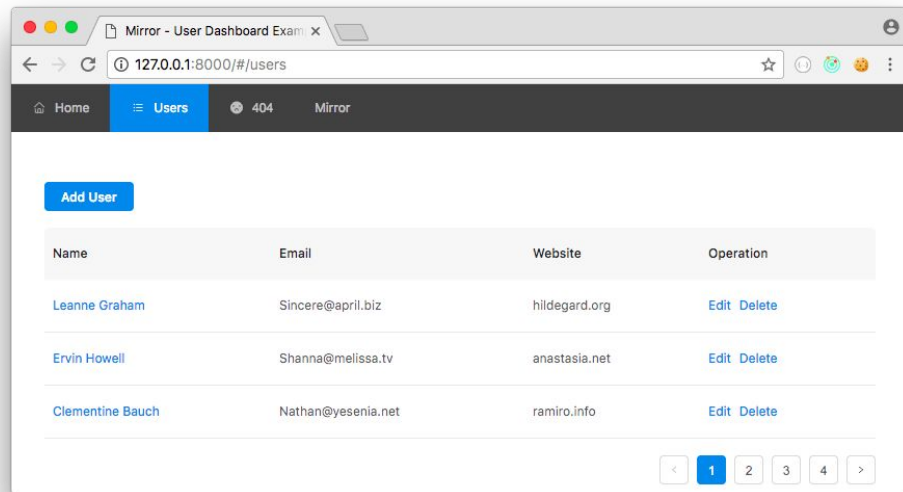 Mirror - User Dashboard Exam
127.0.0.1:8000/#/users
Home Users 404 Mirror
Add User
Name Email Website Operation
Leanne Graham Sincere@april.biz hildegard.org Edit Delete
Ervin Howell Shanna@melissa.tv anastasia.net Edit Delete
Clementine Bauch Nathan@yesenia.net ramiro.info Edit Delete
< 1 2 3 4 >